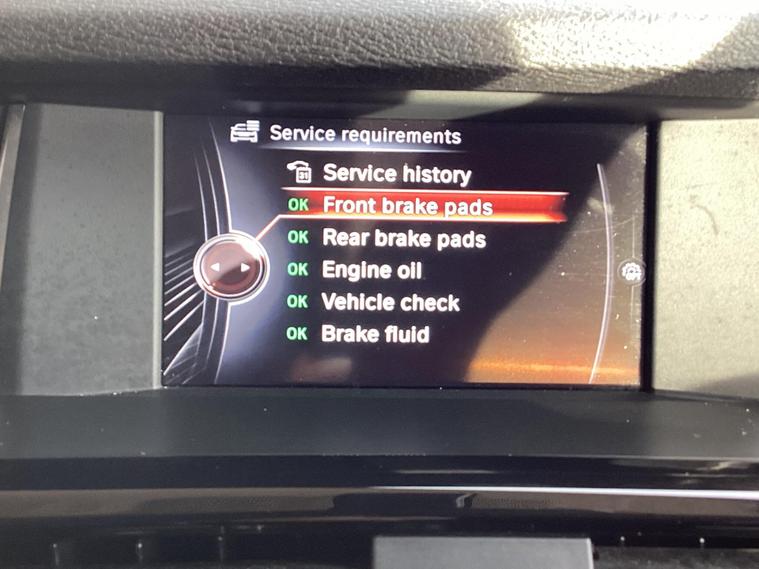 Service requirements
31 Service history
OK Front brake pads
OK Rear brake pads
OK Engine oil
OK Vehicle check
OK Brake fluid